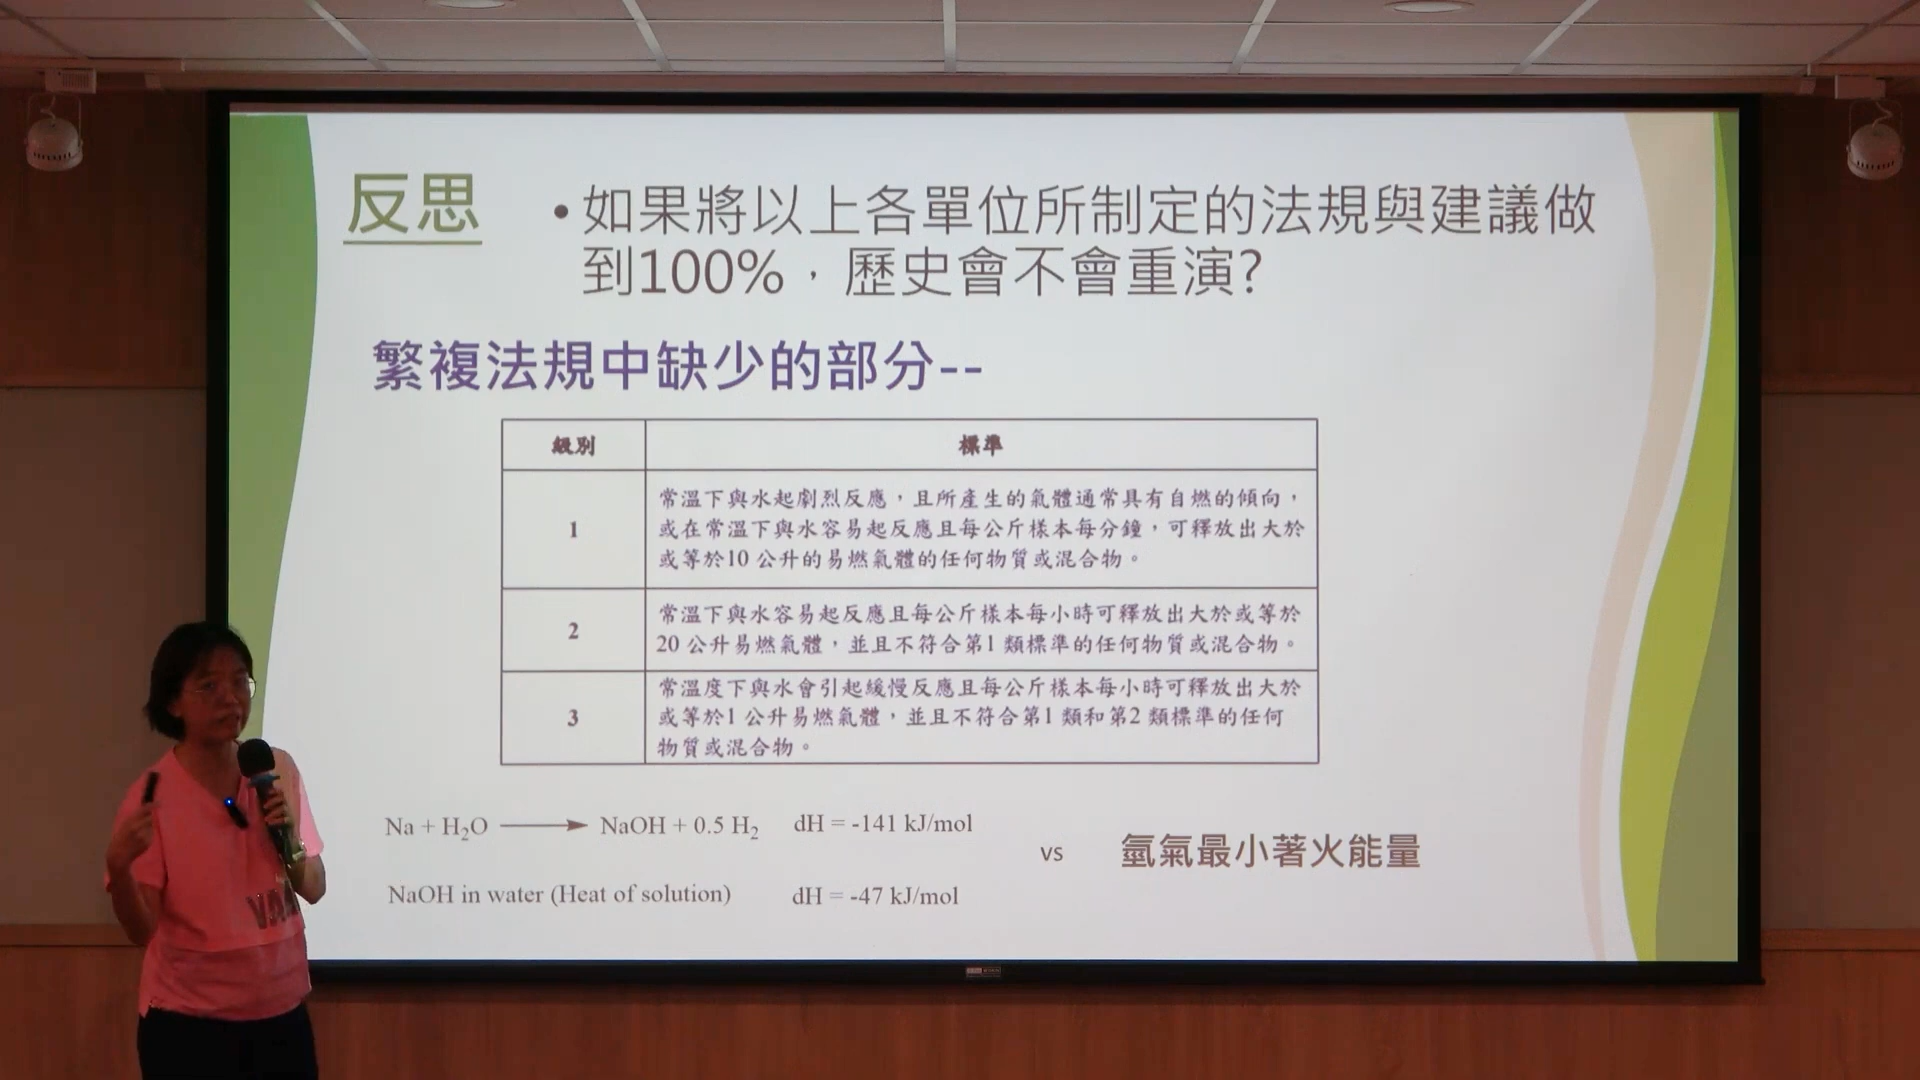 反思
•如果將以上各單位所制定的法規與建議做
到100%，歷史會不會重演?
繁複法規中缺少的部分--
級別 標準
1
常溫下與水起劇烈反應，且所產生的氣體通常具有自燃的傾向，
或在常溫下與水容易起反應且每公斤樣本每分鐘，可釋放出大於
或等於10 公升的易燃氣體的任何物質或混合物。
2
常溫下與水容易起反應且每公斤樣本每小時可釋放出大於或等於
20 公升易燃氣體，並且不符合第1 類標準的任何物質或混合物。
3
常溫度下與水會引起緩慢反應且每公斤樣本每小時可釋放出大於
或等於1 公升易燃氣體，並且不符合第1 類和第2 類標準的任何
物質或混合物。
Na + H₂O ⟶ NaOH + 0.5 H₂ dH = -141 kJ/mol
vs 氫氣最小著火能量
NaOH in water (Heat of solution) dH = -47 kJ/mol